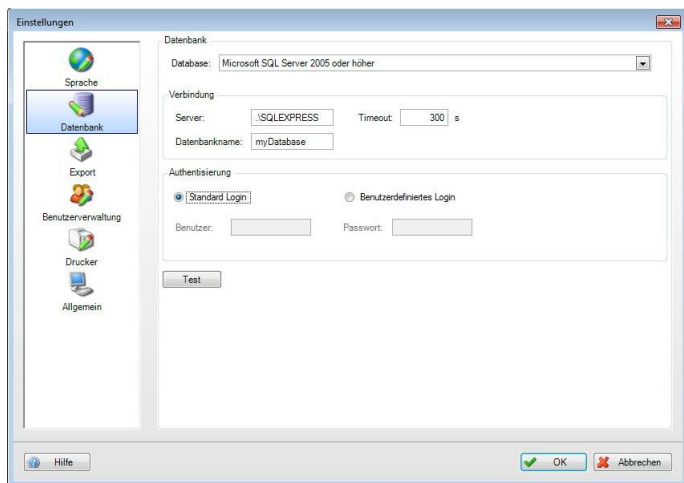 Einstellungen
Sprache
Datenbank
Export
Benutzerverwaltung
Drucker
Allgemein
Datenbank
Database: Microsoft SQL Server 2005 oder höher
Verbindung
Server: .\SQLEXPRESS Timeout: 300 s
Datenbankname: myDatabase
Authentisierung
Standard Login Benutzerdefiniertes Login
Benutzer: Passwort:
Test
Hilfe OK Abbrechen